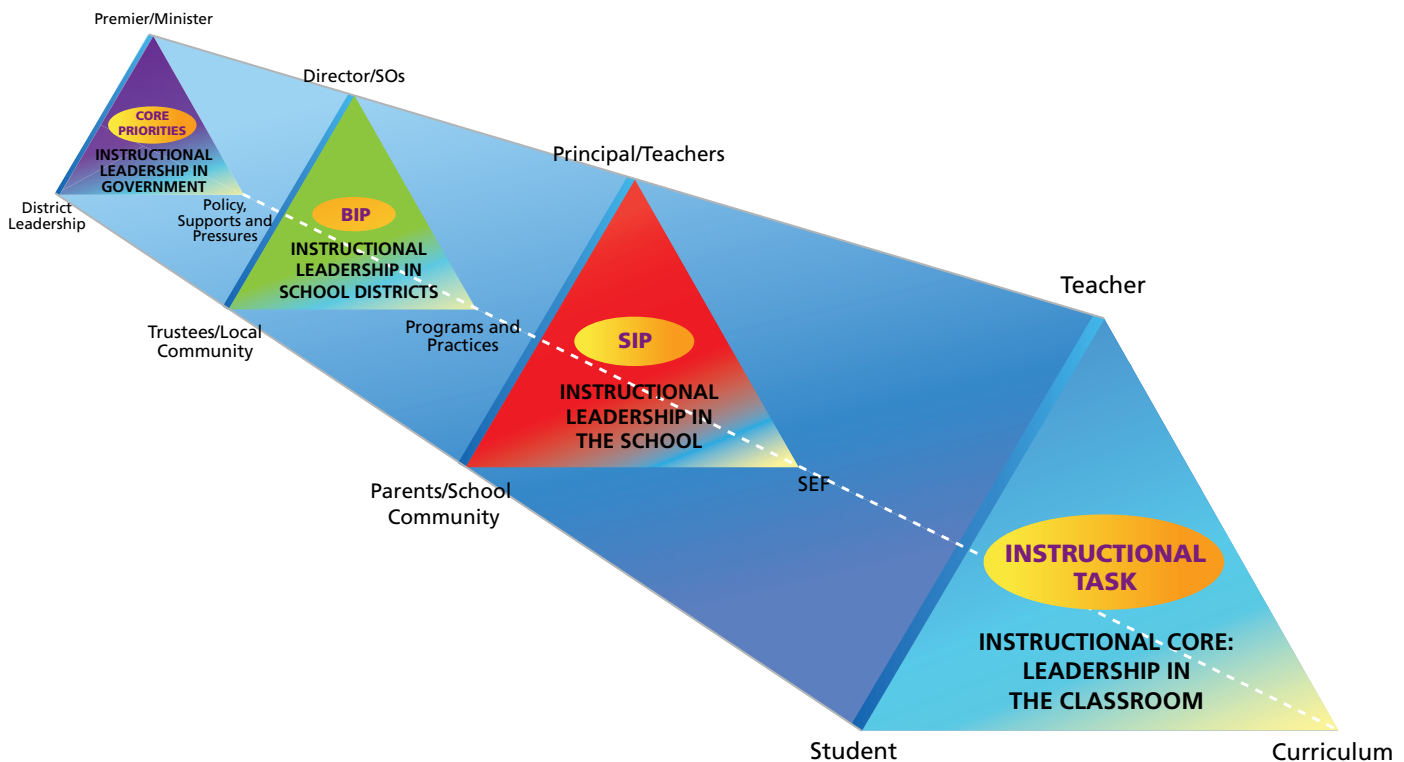 Premier/Minister
CORE
PRIORITIES
INSTRUCTIONAL
LEADERSHIP IN
GOVERNMENT
District
Leadership
Policy,
Supports and
Pressures
Director/SOs
BIP
INSTRUCTIONAL
LEADERSHIP IN
SCHOOL DISTRICTS
Trustees/Local
Community
Programs and
Practices
Principal/Teachers
SIP
INSTRUCTIONAL
LEADERSHIP IN
THE SCHOOL
Parents/School
Community
SEF
Teacher
INSTRUCTIONAL
TASK
INSTRUCTIONAL CORE:
LEADERSHIP IN
THE CLASSROOM
Student
Curriculum